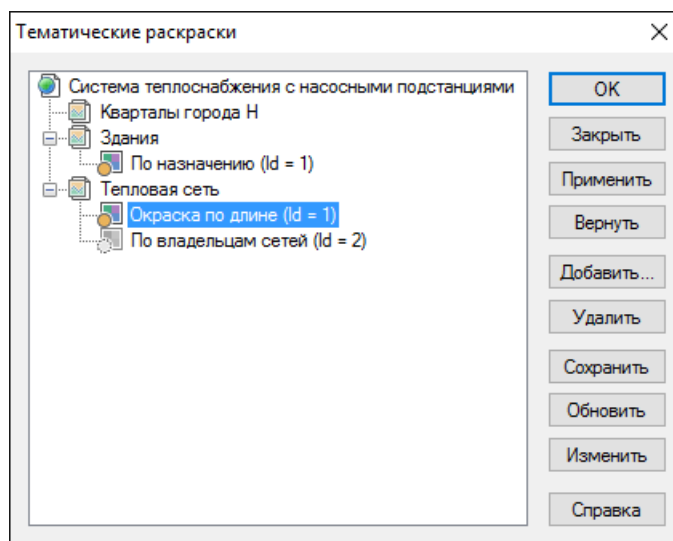 Тематические раскраски
Система теплоснабжения с насосными подстанциями
Кварталы города Н
Здания
По назначению (Id = 1)
Тепловая сеть
Окраска по длине (Id = 1)
По владельцам сетей (Id = 2)
OK
Закрыть
Применить
Вернуть
Добавить...
Удалить
Сохранить
Обновить
Изменить
Справка